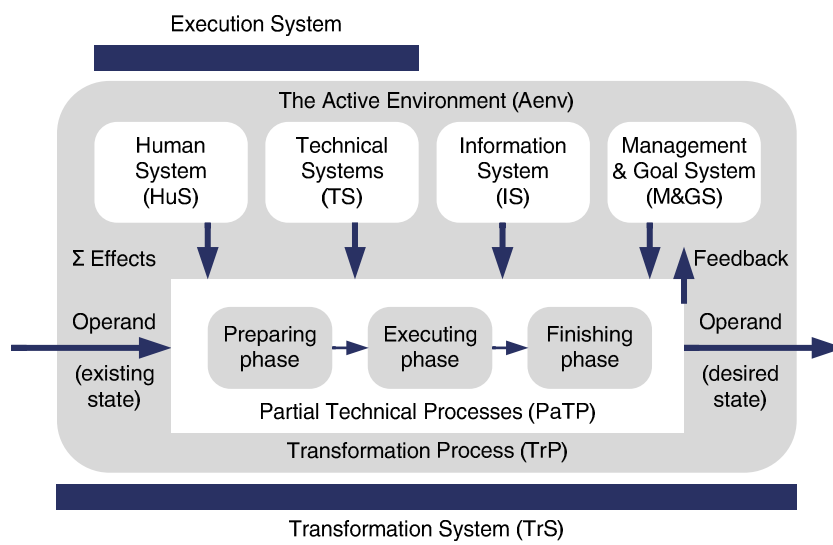 Execution System
The Active Environment (Aenv)
Human
System
(HuS)
Technical
Systems
(TS)
Information
System
(IS)
Management
& Goal System
(M&GS)
Σ Effects
Feedback
Operand
(existing
state)
Preparing
phase
Executing
phase
Finishing
phase
Operand
(desired
state)
Partial Technical Processes (PaTP)
Transformation Process (TrP)
Transformation System (TrS)